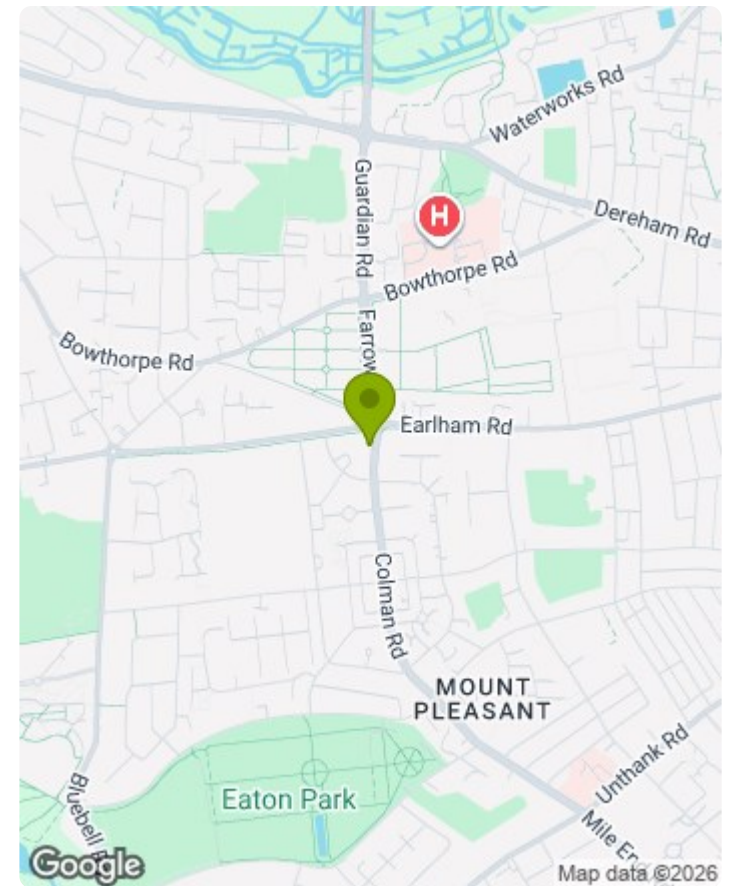 Waterworks Rd
Guardian Rd
H
Dereham Rd
Bowthorpe Rd
Farrow
Bowthorpe Rd
Earlham Rd
Colman Rd
MOUNT
PLEASANT
Unthank Rd
Eaton Park
Bluebell
Mile
Google
Map data ©2026